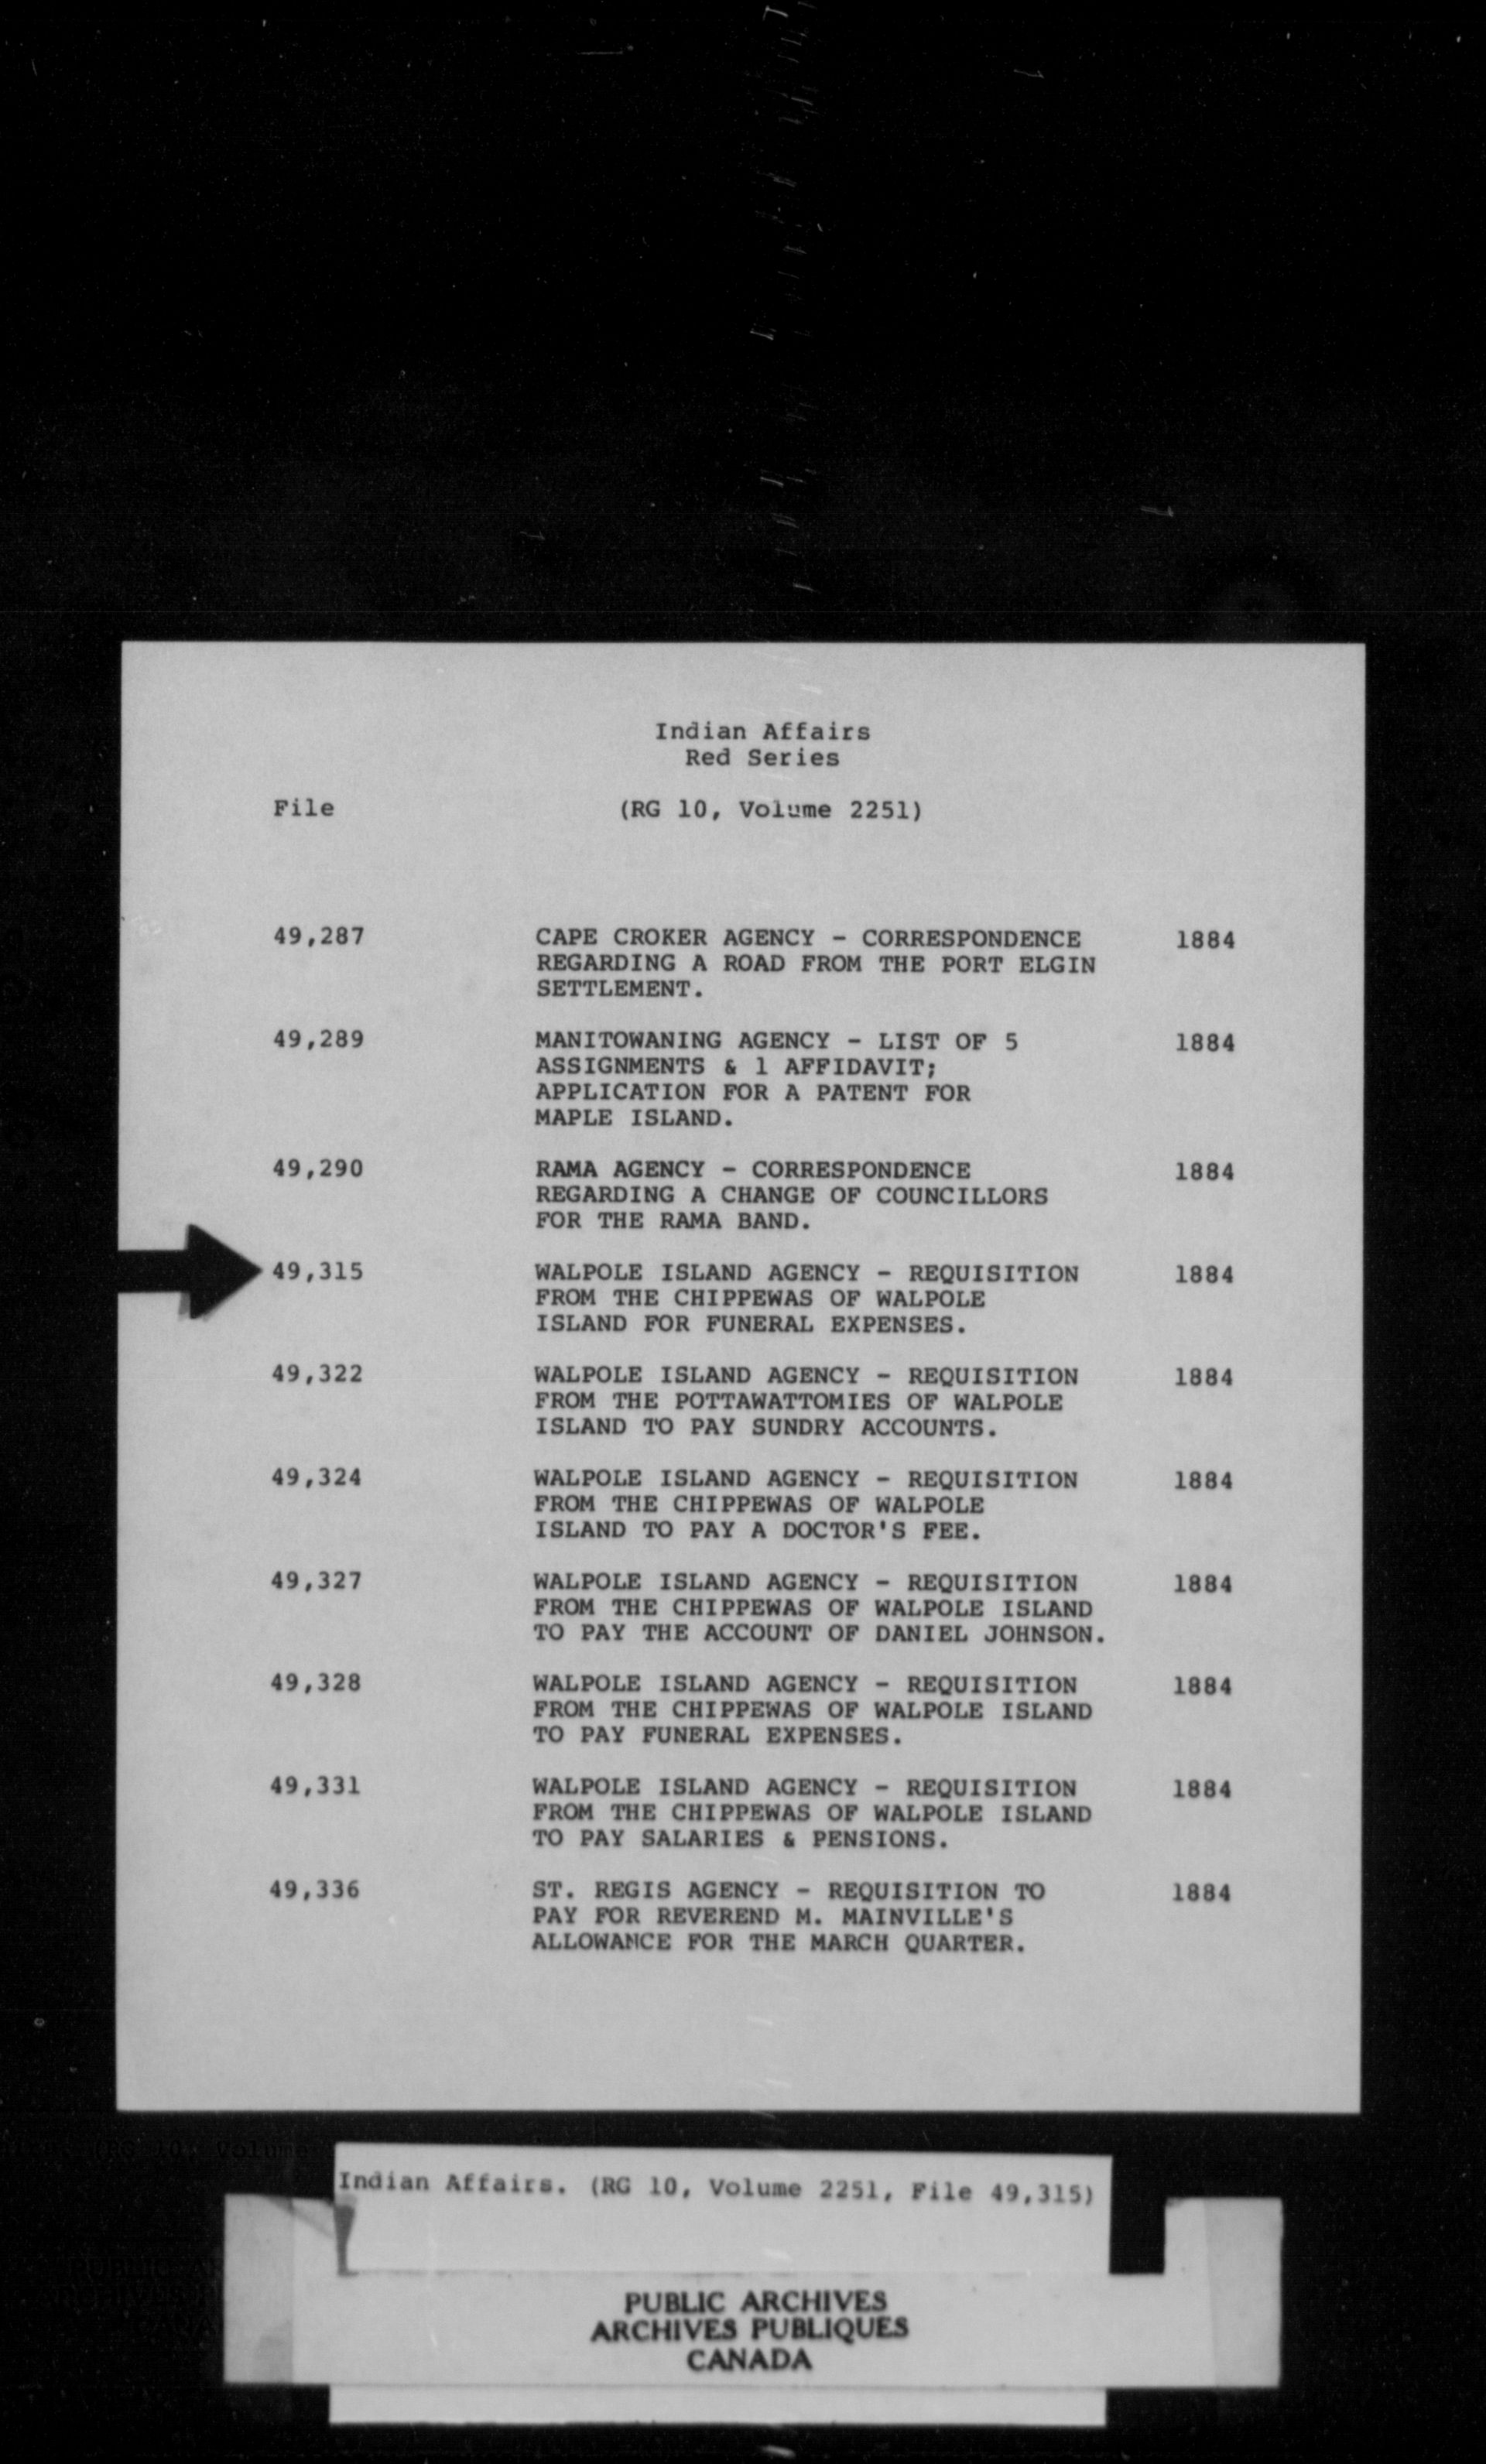 Indian Affairs
Red Series
File (RG 10, Volume 2251)
49,287 CAPE CROKER AGENCY - CORRESPONDENCE 1884
REGARDING A ROAD FROM THE PORT ELGIN
SETTLEMENT.
49,289 MANITOWANING AGENCY - LIST OF 5 1884
ASSIGNMENTS & 1 AFFIDAVIT;
APPLICATION FOR A PATENT FOR
MAPLE ISLAND.
49,290 RAMA AGENCY - CORRESPONDENCE 1884
REGARDING A CHANGE OF COUNCILLORS
FOR THE RAMA BAND.
49,315 WALPOLE ISLAND AGENCY - REQUISITION 1884
FROM THE CHIPPEWAS OF WALPOLE
ISLAND FOR FUNERAL EXPENSES.
49,322 WALPOLE ISLAND AGENCY - REQUISITION 1884
FROM THE POTTAWATTOMIES OF WALPOLE
ISLAND TO PAY SUNDRY ACCOUNTS.
49,324 WALPOLE ISLAND AGENCY - REQUISITION 1884
FROM THE CHIPPEWAS OF WALPOLE
ISLAND TO PAY A DOCTOR'S FEE.
49,327 WALPOLE ISLAND AGENCY - REQUISITION 1884
FROM THE CHIPPEWAS OF WALPOLE ISLAND
TO PAY THE ACCOUNT OF DANIEL JOHNSON.
49,328 WALPOLE ISLAND AGENCY - REQUISITION 1884
FROM THE CHIPPEWAS OF WALPOLE ISLAND
TO PAY FUNERAL EXPENSES.
49,331 WALPOLE ISLAND AGENCY - REQUISITION 1884
FROM THE CHIPPEWAS OF WALPOLE ISLAND
TO PAY SALARIES & PENSIONS.
49,336 ST. REGIS AGENCY - REQUISITION TO 1884
PAY FOR REVEREND M. MAINVILLE'S
ALLOWANCE FOR THE MARCH QUARTER.
Indian Affairs. (RG 10, Volume 2251, File 49,315)
PUBLIC ARCHIVES
ARCHIVES PUBLIQUES
CANADA